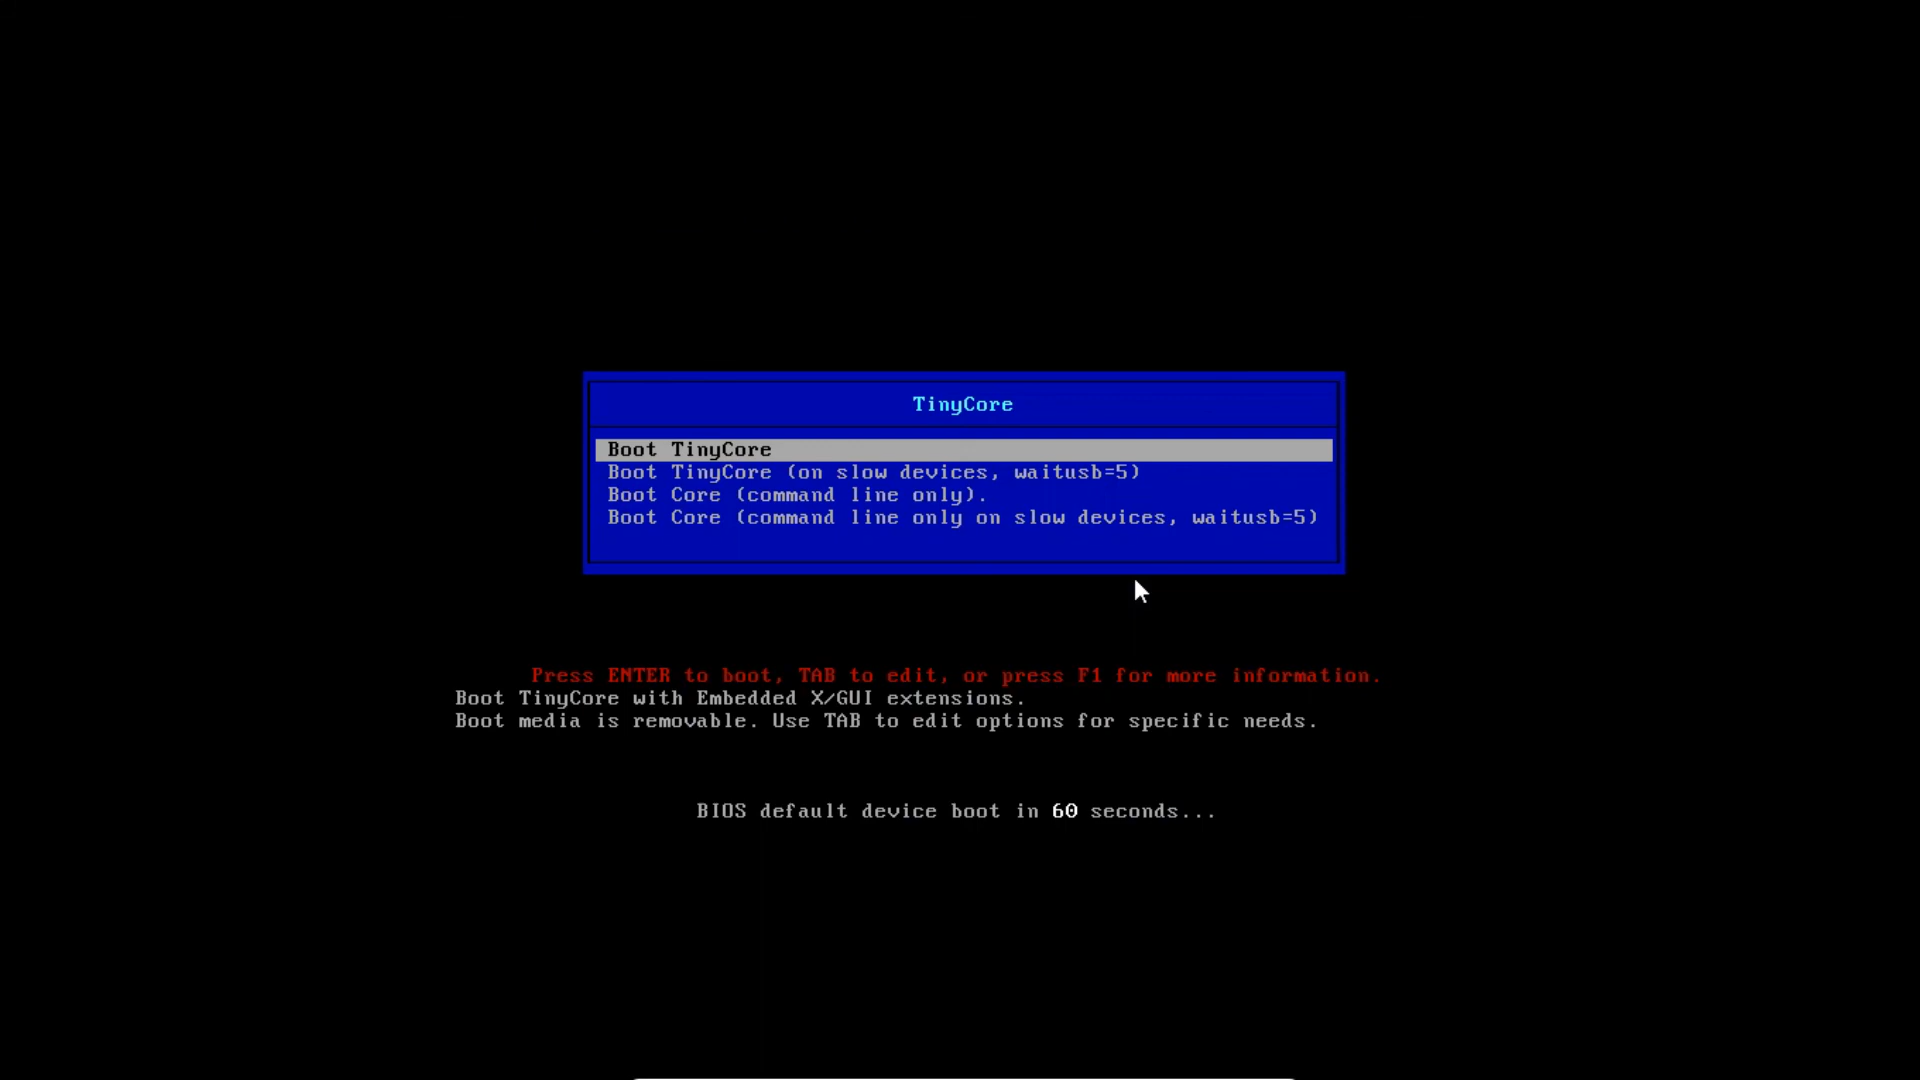 TinyCore
Boot TinyCore
Boot TinyCore (on slow devices, waitusb=5)
Boot Core (command line only).
Boot Core (command line only on slow devices, waitusb=5)
Press ENTER to boot, TAB to edit, or press F1 for more information.
Boot TinyCore with Embedded X/GUI extensions.
Boot media is removable. Use TAB to edit options for specific needs.
BIOS default device boot in 60 seconds...